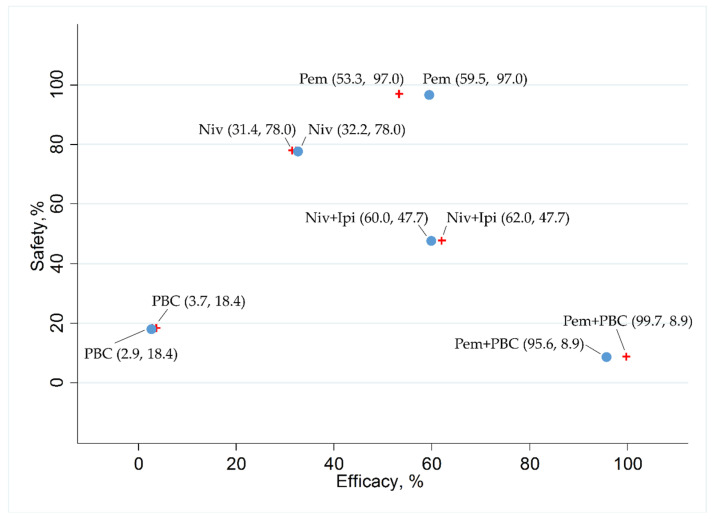 Pem (53.3, 97.0) Pem (59.5, 97.0)
Niv (31.4, 78.0) Niv (32.2, 78.0)
Niv+Ipi (60.0, 47.7) Niv+Ipi (62.0, 47.7)
PBC (3.7, 18.4)
Pem+PBC (99.7, 8.9)
Pem+PBC (95.6, 8.9)
PBC (2.9, 18.4)
Safety,%
100
80
60
40
20
0
0 20 40 60 80 100
Efficacy, %